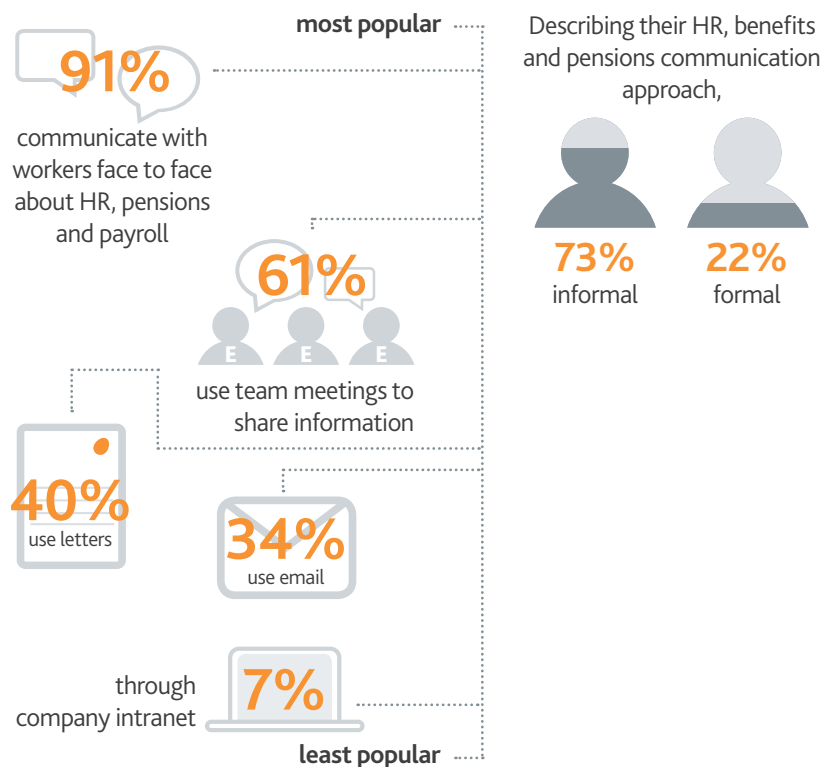 most popular
91%
communicate with
workers face to face
about HR, pensions
and payroll
61%
E E E
use team meetings to
share information
40%
use letters
34%
use email
7%
through
company intranet
least popular
Describing their HR, benefits
and pensions communication
approach,
73%
informal
22%
formal